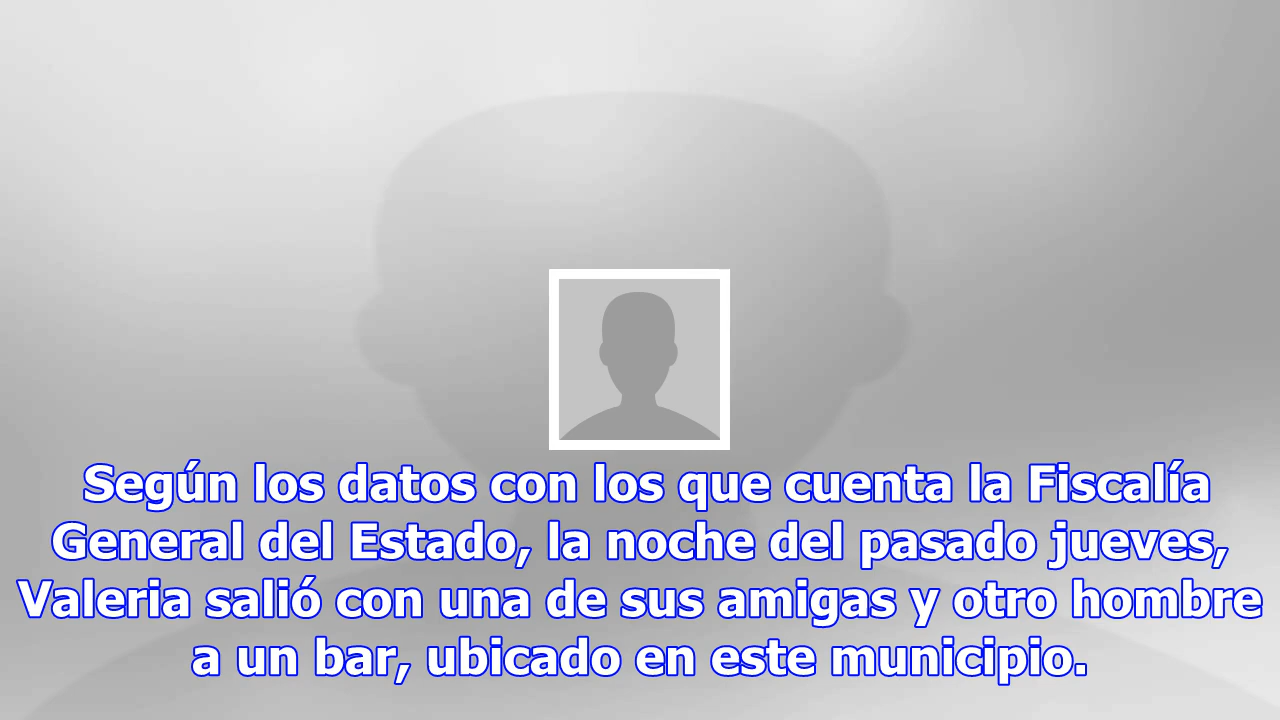 Según los datos con los que cuenta la Fiscalía
General del Estado, la noche del pasado jueves,
Valeria salió con una de sus amigas y otro hombre
a un bar, ubicado en este municipio.